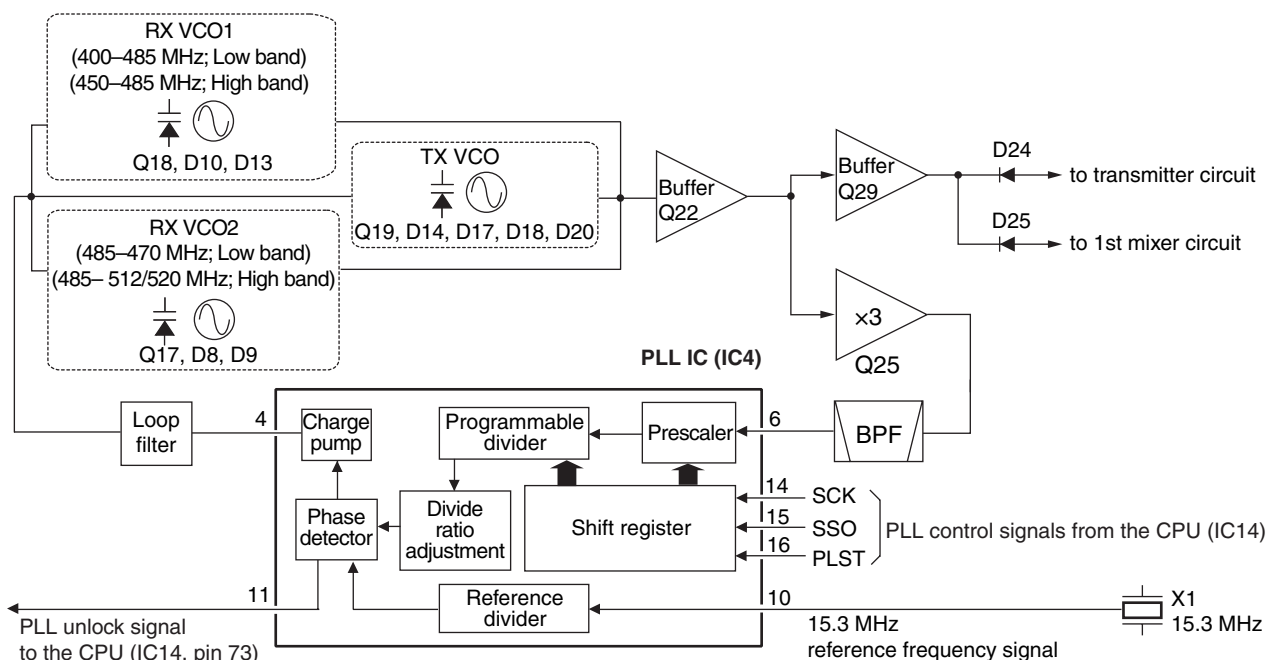 RX VCO1
(400–485 MHz; Low band)
(450–485 MHz; High band)
Q18, D10, D13
TX VCO
Q19, D14, D17, D18, D20
RX VCO2
(485–470 MHz; Low band)
(485– 512/520 MHz; High band)
Q17, D8, D9
Buffer
Q22
Buffer
Q29
D24
to transmitter circuit
D25
to 1st mixer circuit
×3
Q25
PLL IC (IC4)
Loop
filter
4
Charge
pump
Programmable
divider
Prescaler
6
BPF
Phase
detector
Divide
ratio
adjustment
Shift register
14
SCK
15
SSO
16
PLST
PLL control signals from the CPU (IC14)
11
PLL unlock signal
to the CPU (IC14, pin 73)
Reference
divider
10
15.3 MHz
reference frequency signal
X1
15.3 MHz